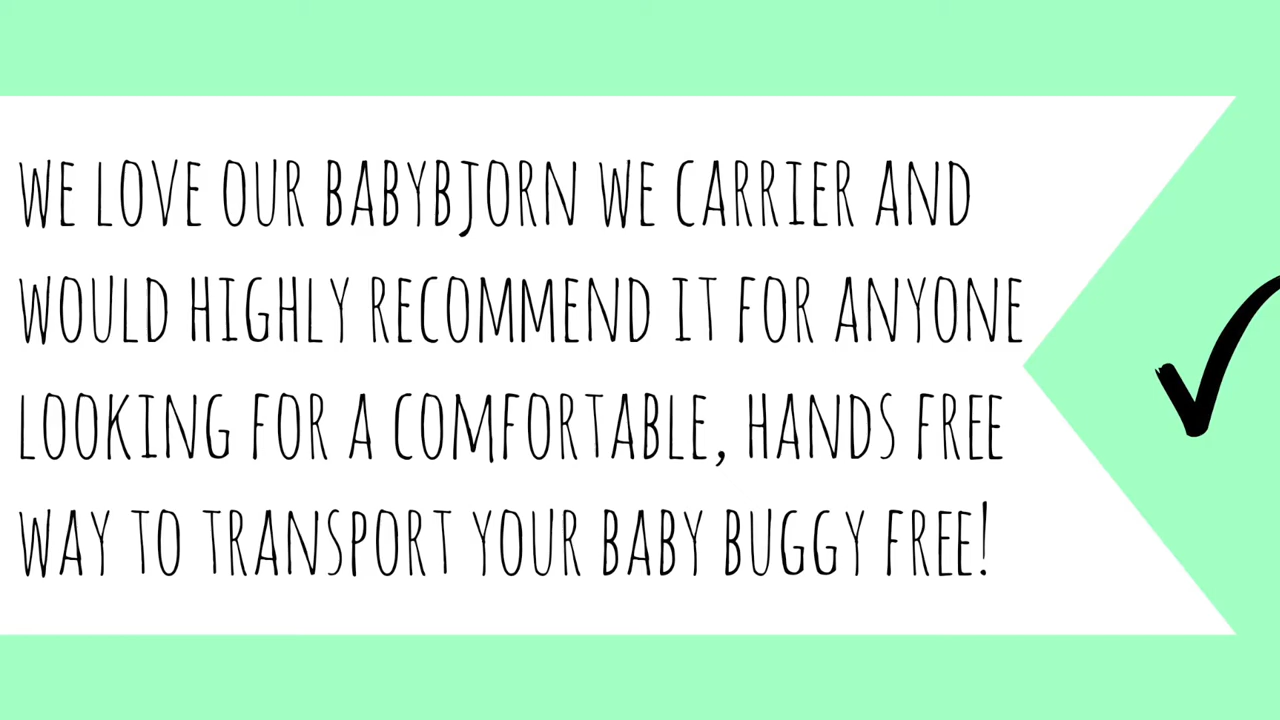 WE LOVE OUR BABYBJORN WE CARRIER AND
WOULD HIGHLY RECOMMEND IT FOR ANYONE
LOOKING FOR A COMFORTABLE, HANDS FREE
WAY TO TRANSPORT YOUR BABY BUGGY FREE!